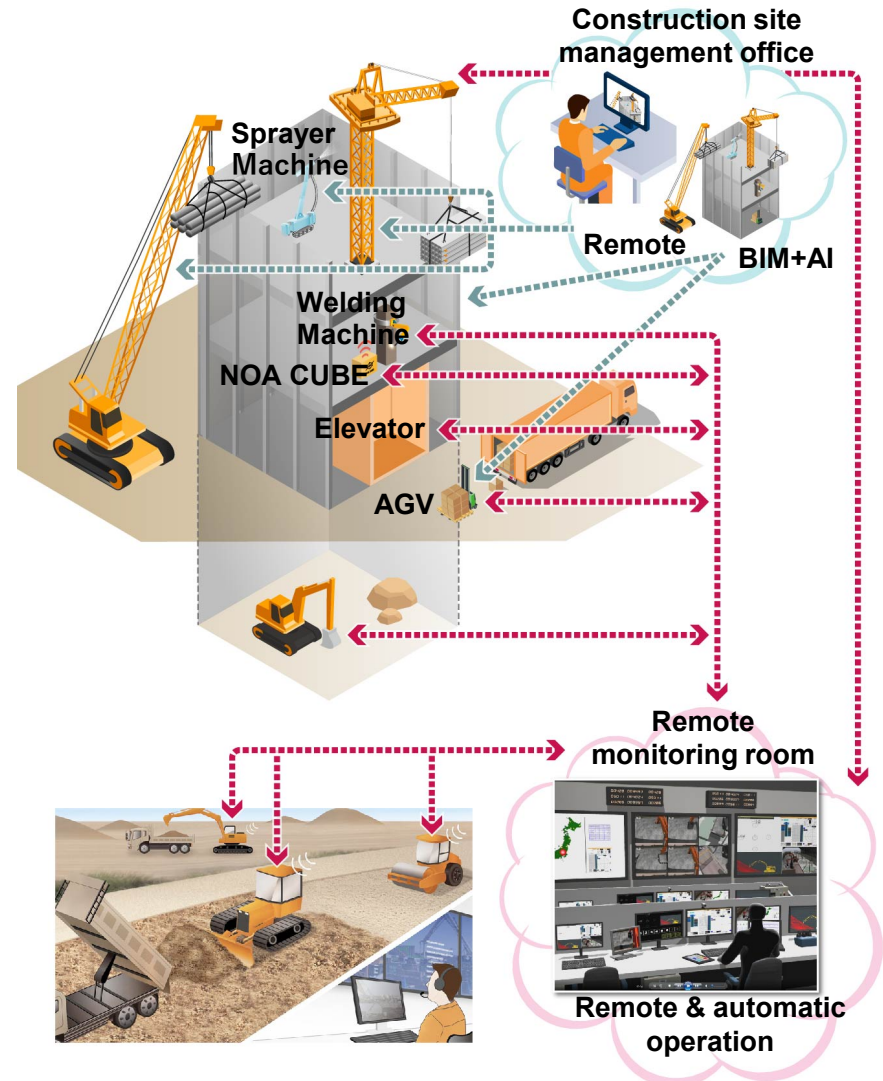 Construction site
management office
Sprayer
Machine
Remote
BIM+AI
Welding
Machine
NOA CUBE
Elevator
AGV
Remote
monitoring room
Remote & automatic
operation